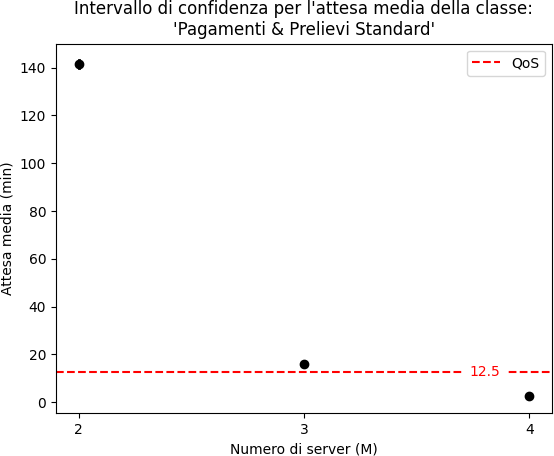 Intervallo di confidenza per l'attesa media della classe:
'Pagamenti & Prelievi Standard'
QoS
140
120
100
80
60
40
20
0
12.5
2
3
4
Attesa media (min)
Numero di server (M)